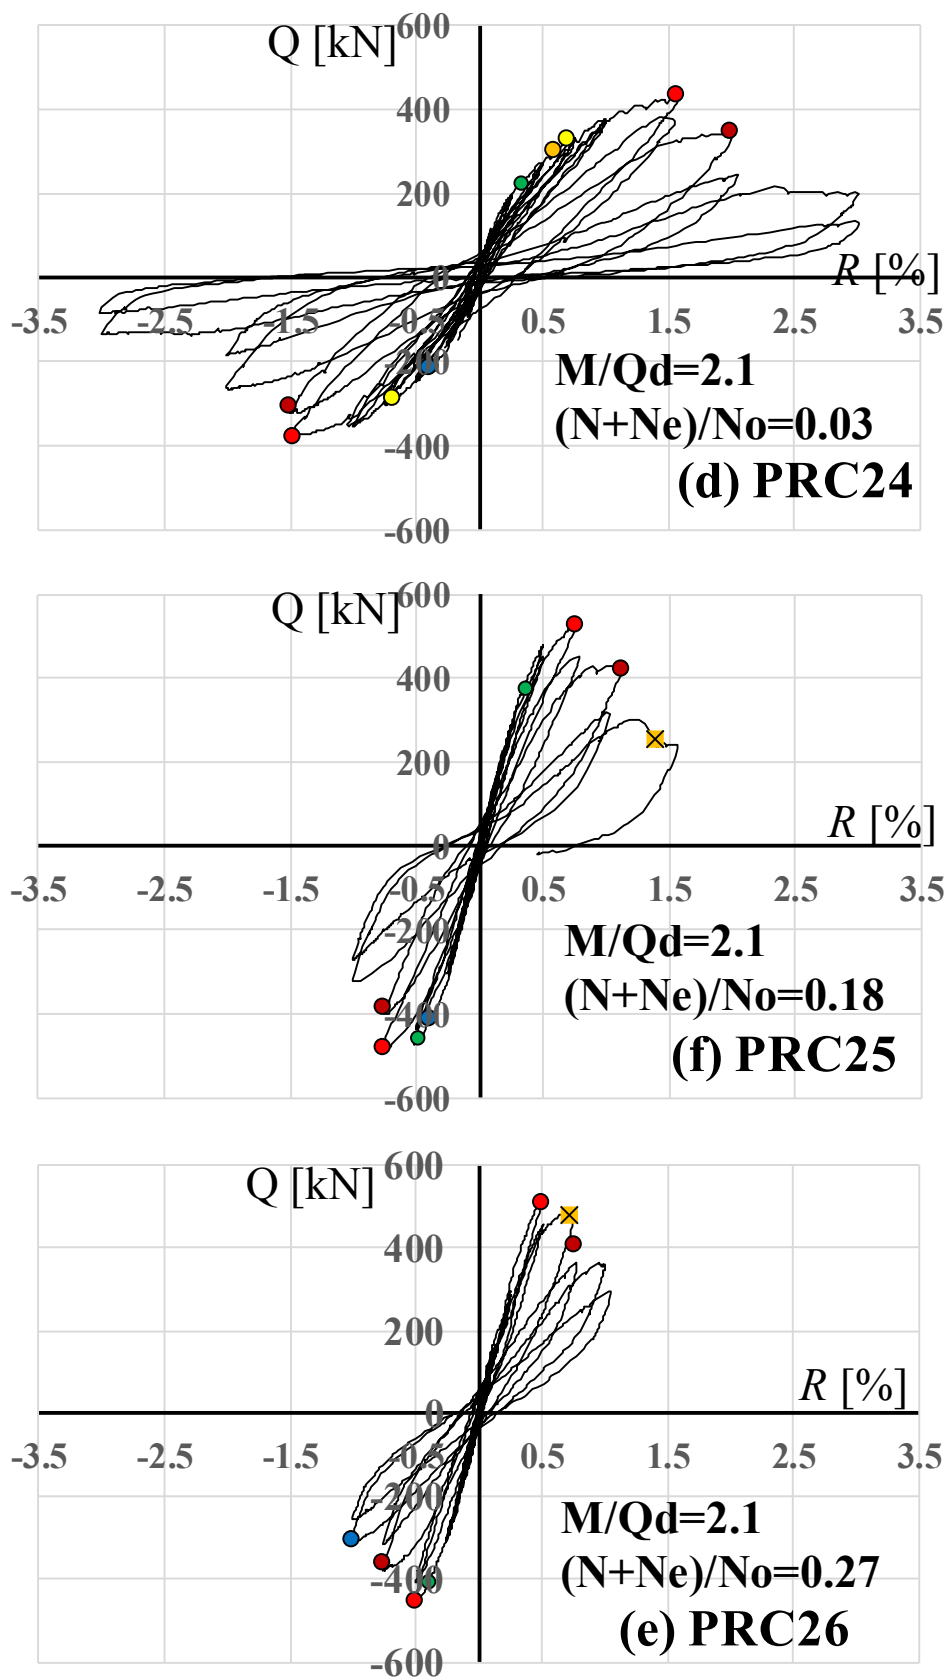 Q [kN]
600
400
200
0
R [%]
-3.5 -2.5 -1.5 -0.5 0.5 1.5 2.5 3.5
-200
M/Qd=2.1
(N+Ne)/No=0.03
-400
(d) PRC24
-600
Q [kN]
600
400
200
R [%]
0
-3.5 -2.5 -1.5 -0.5 0.5 1.5 2.5 3.5
-200
M/Qd=2.1
(N+Ne)/No=0.18
-400
(f) PRC25
-600
Q [kN]
600
400
200
R [%]
0
-3.5 -2.5 -1.5 -0.5 0.5 1.5 2.5 3.5
-200
M/Qd=2.1
(N+Ne)/No=0.27
-400
(e) PRC26
-600